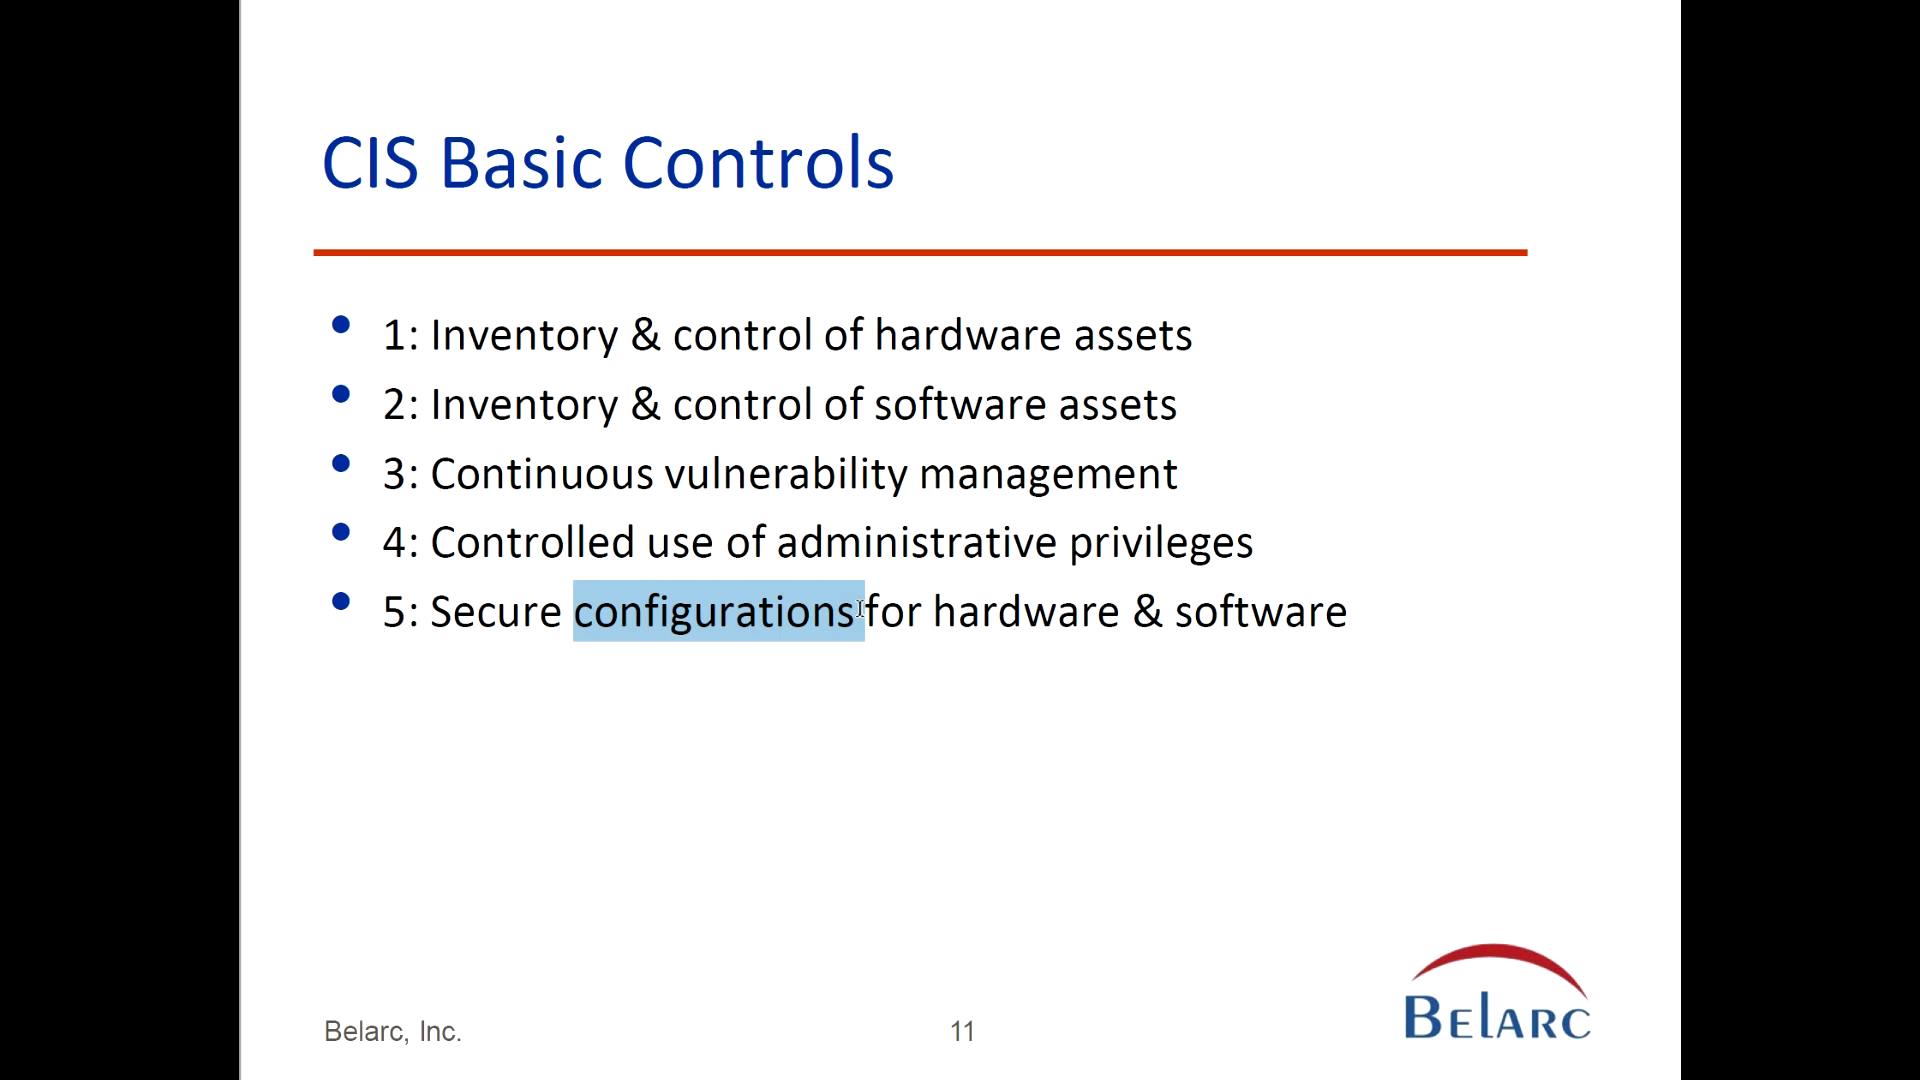 CIS Basic Controls
• 1: Inventory & control of hardware assets
• 2: Inventory & control of software assets
• 3: Continuous vulnerability management
• 4: Controlled use of administrative privileges
• 5: Secure configurations for hardware & software
Belarc, Inc.
11
BELARC